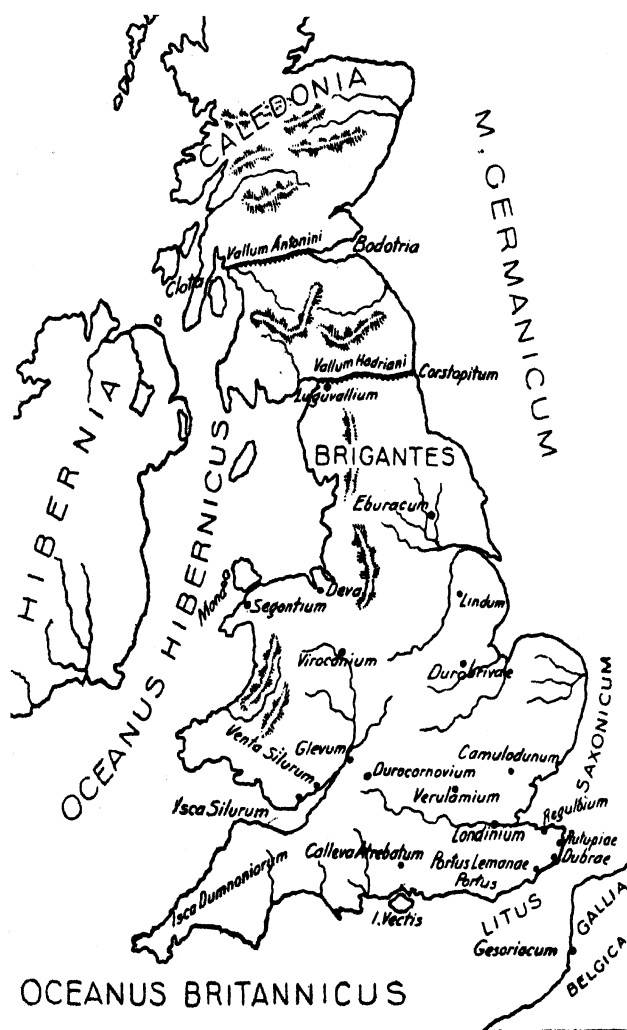 CALEDONIA
M. GERMANICUM
Vallum Antonini
Bodotria
Clota
Vallum Hadriani
Corstopitum
Luguvallium
HIBERNIA
OCEANUS HIBERNICUS
BRIGANTES
Eburacum
Mona
Segontium
Deva
Lindum
Viroconium
Durobrivae
Venta Silurum
Glevum
Durocornovium
Camulodunum
Verulamium
Ysca Silurum
Londinium
Regulbium
Rutupiae
Dubrae
Calleva Atrebatum
Portus Lemanae
Portus
Isca Dumnoniorum
I. Vectis
LITUS SAXONICUM
Gesoriacum
GALLIA
BELGICA
OCEANUS BRITANNICUS